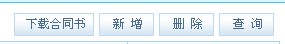 下载合同书 新 增 删 除 查 询